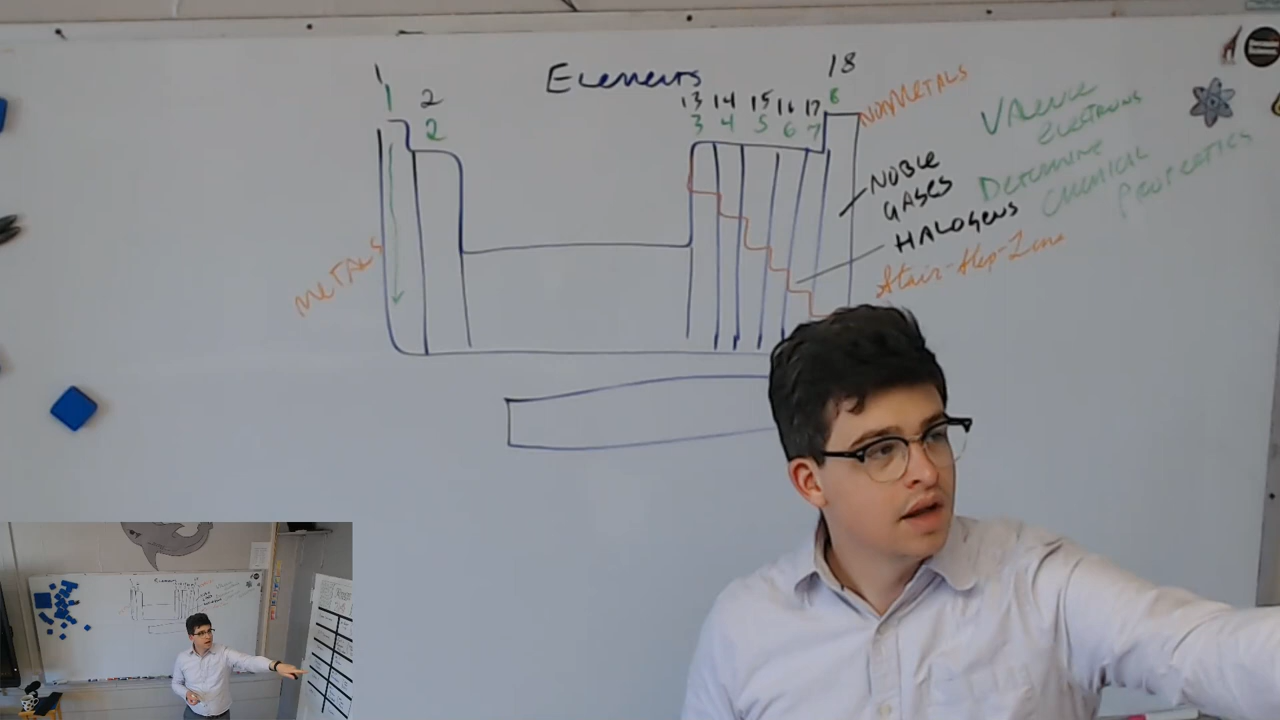 Elements
1 2 13 14 15 16 17 18
1 2 3 4 5 6 7 8
METALS
NONMETALS
NOBLE
GASES
HALOGENS
Stair-Step-Line
VALENCE
ELECTRONS
DETERMINE
CHEMICAL
PROPERTIES